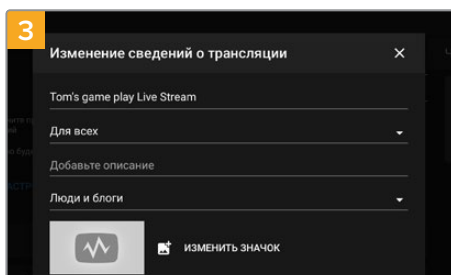 3
Изменение сведений о трансляции
Tom's game play Live Stream
Для всех
Добавьте описание
Люди и блоги
ИЗМЕНИТЬ ЗНАЧОК